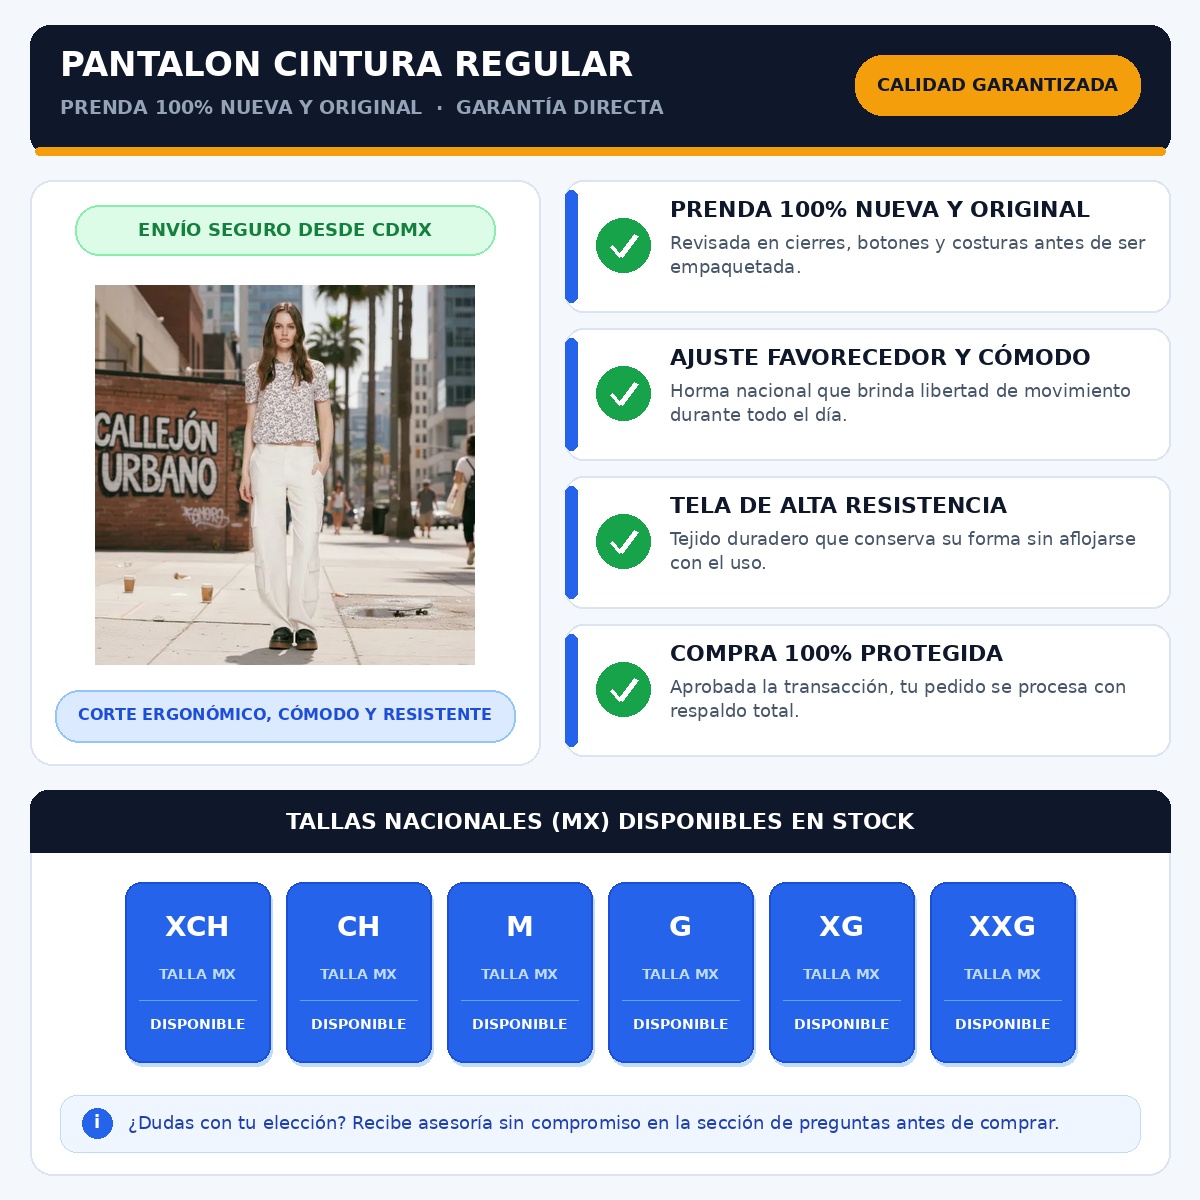 PANTALON CINTURA REGULAR
PRENDA 100% NUEVA Y ORIGINAL · GARANTÍA DIRECTA
CALIDAD GARANTIZADA
ENVÍO SEGURO DESDE CDMX
CALLEJÓN
URBANO
CORTE ERGONÓMICO, CÓMODO Y RESISTENTE
PRENDA 100% NUEVA Y ORIGINAL
Revisada en cierres, botones y costuras antes de ser
empaquetada.
AJUSTE FAVORECEDOR Y CÓMODO
Horma nacional que brinda libertad de movimiento
durante todo el día.
TELA DE ALTA RESISTENCIA
Tejido duradero que conserva su forma sin aflojarse
con el uso.
COMPRA 100% PROTEGIDA
Aprobada la transacción, tu pedido se procesa con
respaldo total.
TALLAS NACIONALES (MX) DISPONIBLES EN STOCK
XCH CH M G XG XXG
TALLA MX TALLA MX TALLA MX TALLA MX TALLA MX TALLA MX
DISPONIBLE DISPONIBLE DISPONIBLE DISPONIBLE DISPONIBLE DISPONIBLE
i ¿Dudas con tu elección? Recibe asesoría sin compromiso en la sección de preguntas antes de comprar.